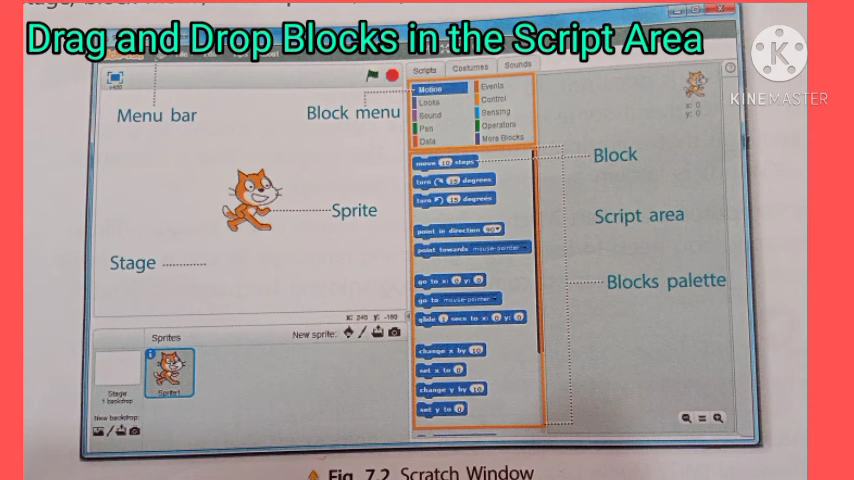 Drag and Drop Blocks in the Script Area
KINEMASTER
Scripts
Costumes
Sounds
Menu bar
Block menu
Motion
Looks
Sound
Pen
Data
Events
Control
Sensing
Operators
More Blocks
x: 0
y: 0
move 10 steps
turn 15 degrees
turn 15 degrees
point in direction 90
point towards mouse-pointer
go to x: 0 y: 0
go to mouse-pointer
glide 1 secs to x: 0 y: 0
change x by 10
set x to 0
change y by 10
set y to 0
Block
Script area
Blocks palette
Sprite
Stage
x: 240 y: -180
Sprites
New sprite:
Stage
1 backdrop
Sprite1
New backdrop:
Fig. 7.2 Scratch Window